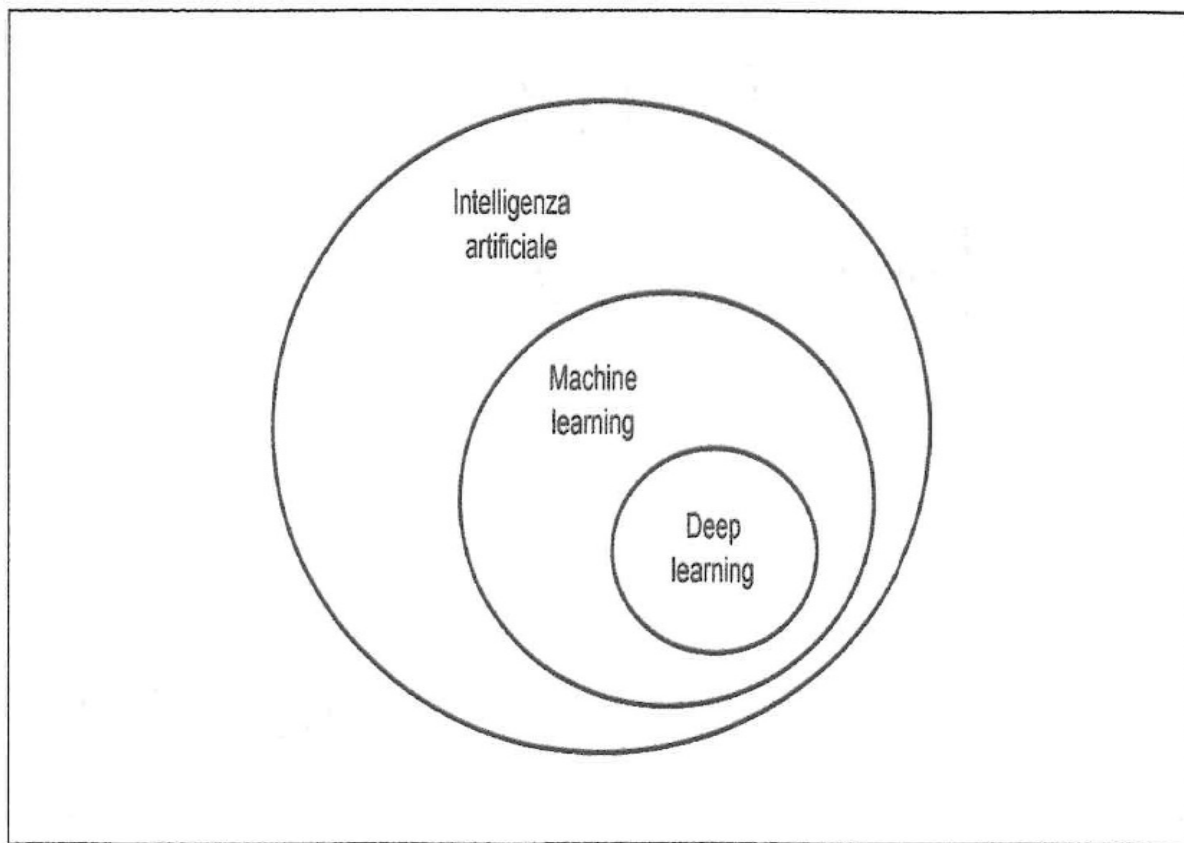 Intelligenza
artificiale
Machine
learning
Deep
learning